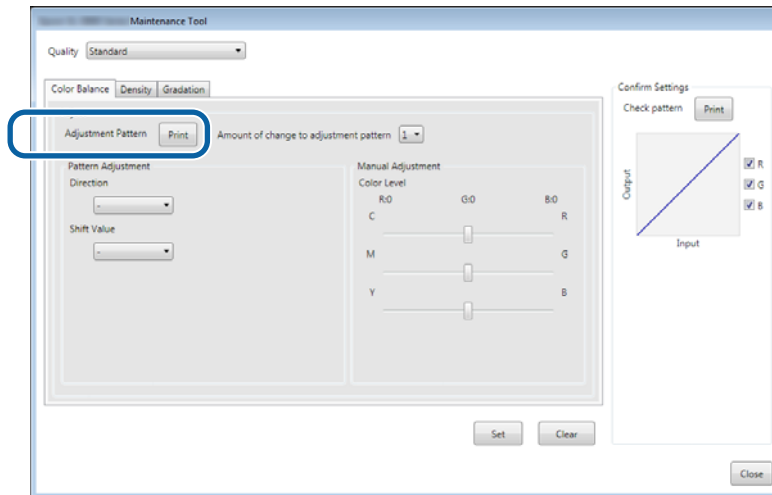 Maintenance Tool
Quality Standard
Color Balance Density Gradation
Adjustment Pattern Print Amount of change to adjustment pattern 1
Pattern Adjustment
Direction
-
Shift Value
-
Manual Adjustment
Color Level
R:0 G:0 B:0
C R
M G
Y B
Confirm Settings
Check pattern Print
Output
R
G
B
Input
Set Clear
Close